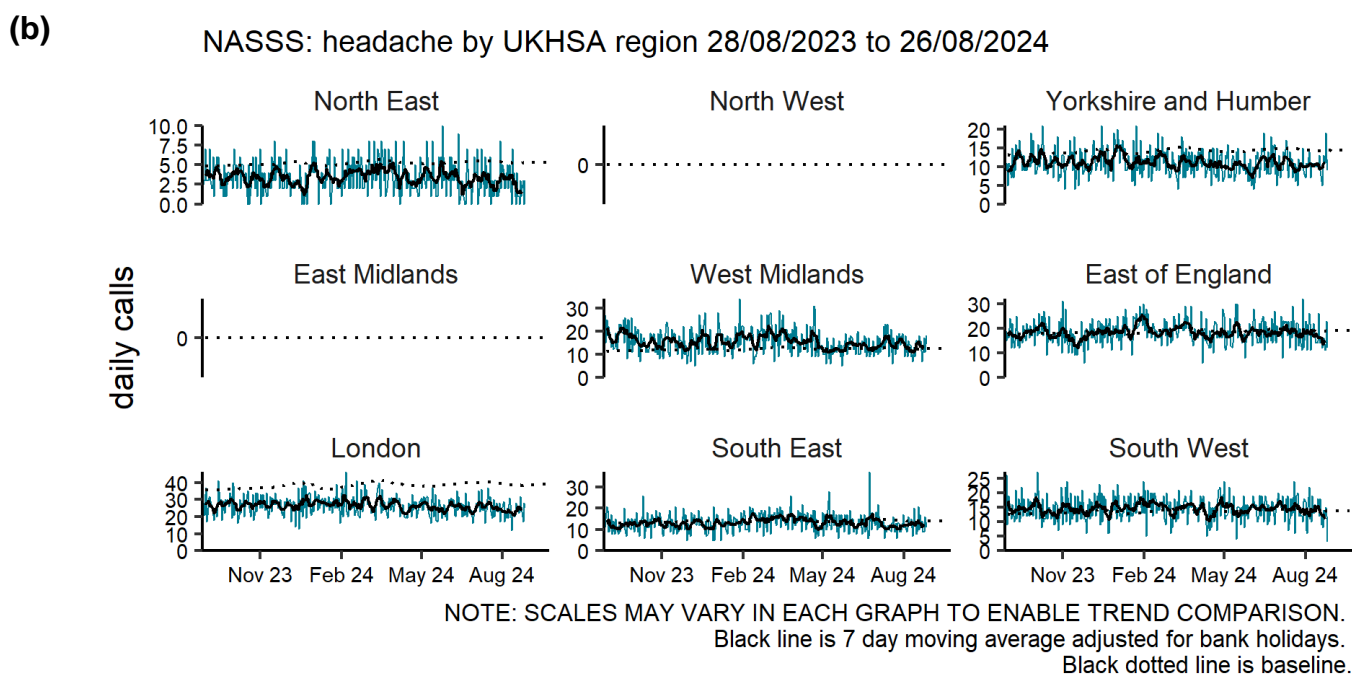 (b)
NASSS: headache by UKHSA region 28/08/2023 to 26/08/2024
North East
North West
Yorkshire and Humber
10.0
7.5
5.0
2.5
0.0
0
20
15
10
5
0
East Midlands
West Midlands
East of England
daily calls
0
30
20
10
0
30
20
10
0
London
South East
South West
40
30
20
10
0
30
20
10
0
25
20
15
10
5
0
Nov 23 Feb 24 May 24 Aug 24
Nov 23 Feb 24 May 24 Aug 24
Nov 23 Feb 24 May 24 Aug 24
NOTE: SCALES MAY VARY IN EACH GRAPH TO ENABLE TREND COMPARISON.
Black line is 7 day moving average adjusted for bank holidays.
Black dotted line is baseline.